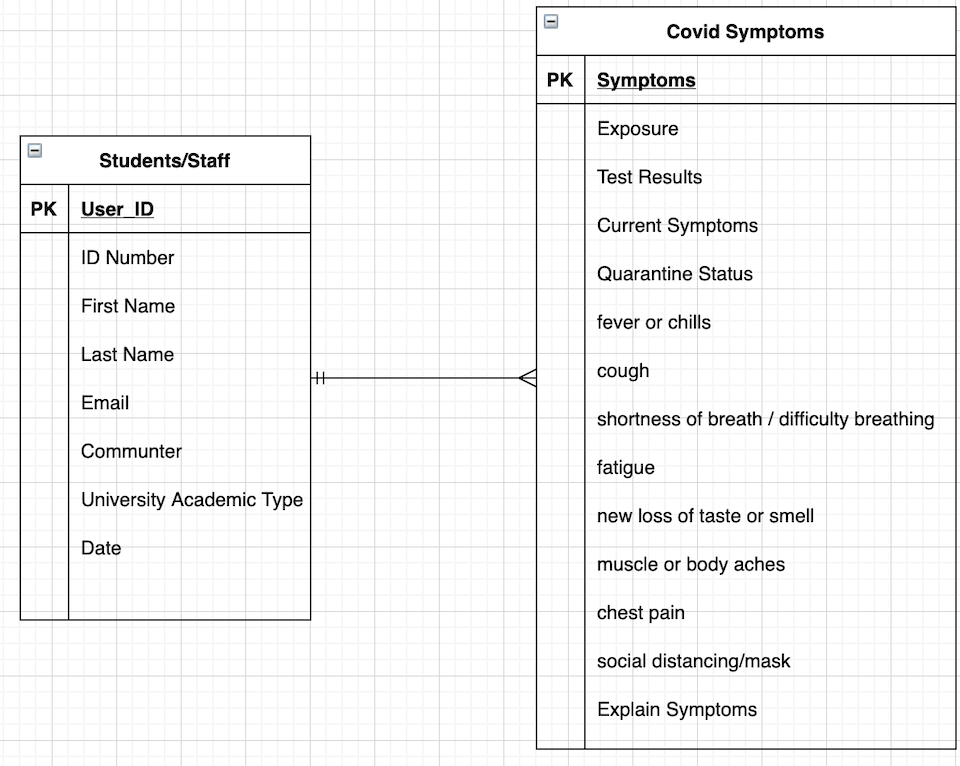 Students/Staff
PK User_ID
ID Number
First Name
Last Name
Email
Communter
University Academic Type
Date
Covid Symptoms
PK Symptoms
Exposure
Test Results
Current Symptoms
Quarantine Status
fever or chills
cough
shortness of breath / difficulty breathing
fatigue
new loss of taste or smell
muscle or body aches
chest pain
social distancing/mask
Explain Symptoms